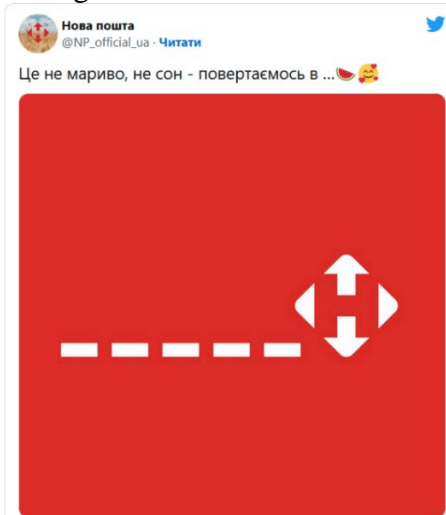 Нова пошта
@NP_official_ua · Читати
Це не мариво, не сон - повертаємось в ...🍉🥰
_ _ _ _ _ Н